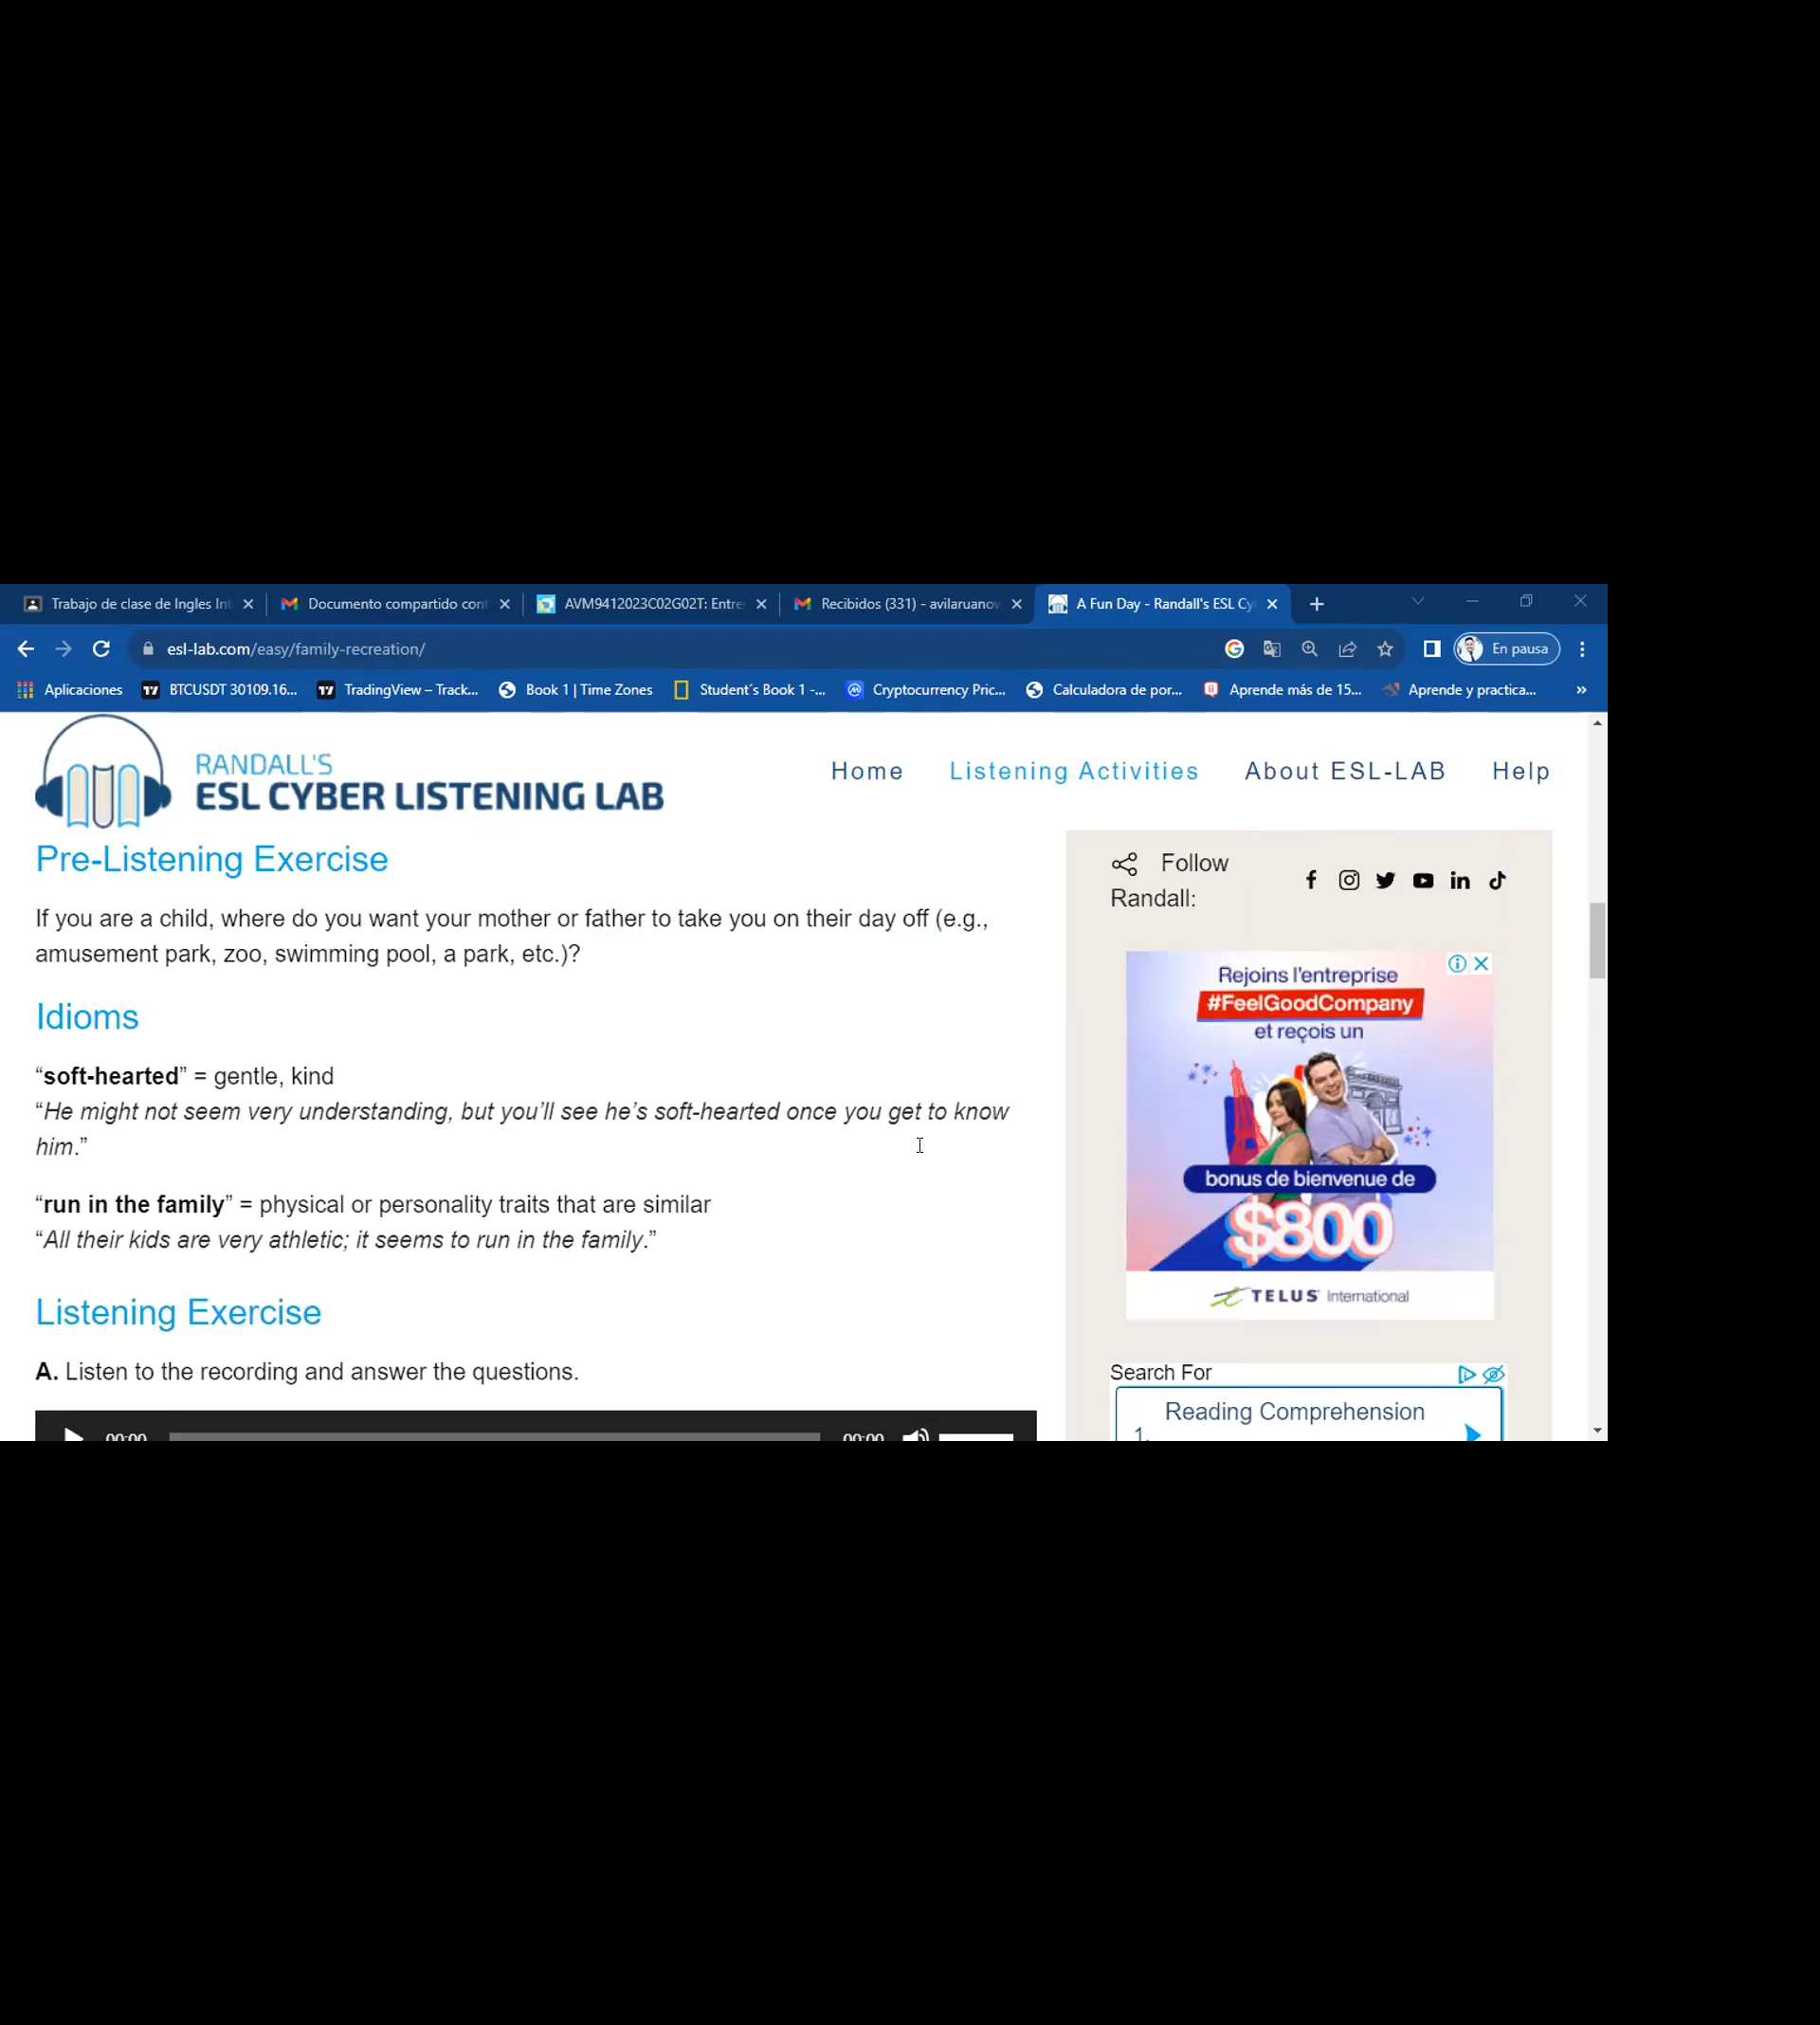 Trabajo de clase de Ingles Int
Documento compartido con
AVM9412023C02G02T: Entre
Recibidos (331) - avilaruanov
A Fun Day - Randall's ESL Cy
esl-lab.com/easy/family-recreation/
En pausa
Aplicaciones
BTCUSDT 30109.16...
TradingView – Track...
Book 1 | Time Zones
Student´s Book 1 -...
Cryptocurrency Pric...
Calculadora de por...
Aprende más de 15...
Aprende y practica...
»
RANDALL'S
ESL CYBER LISTENING LAB
Home
Listening Activities
About ESL-LAB
Help
Pre-Listening Exercise
If you are a child, where do you want your mother or father to take you on their day off (e.g.,
amusement park, zoo, swimming pool, a park, etc.)?
Idioms
“soft-hearted” = gentle, kind
“He might not seem very understanding, but you’ll see he’s soft-hearted once you get to know
him.”
“run in the family” = physical or personality traits that are similar
“All their kids are very athletic; it seems to run in the family.”
Listening Exercise
A. Listen to the recording and answer the questions.
00:00
00:00
Follow
Randall:
Rejoins l’entreprise
#FeelGoodCompany
et reçois un
bonus de bienvenue de
$800
TELUS International
Search For
Reading Comprehension
1.